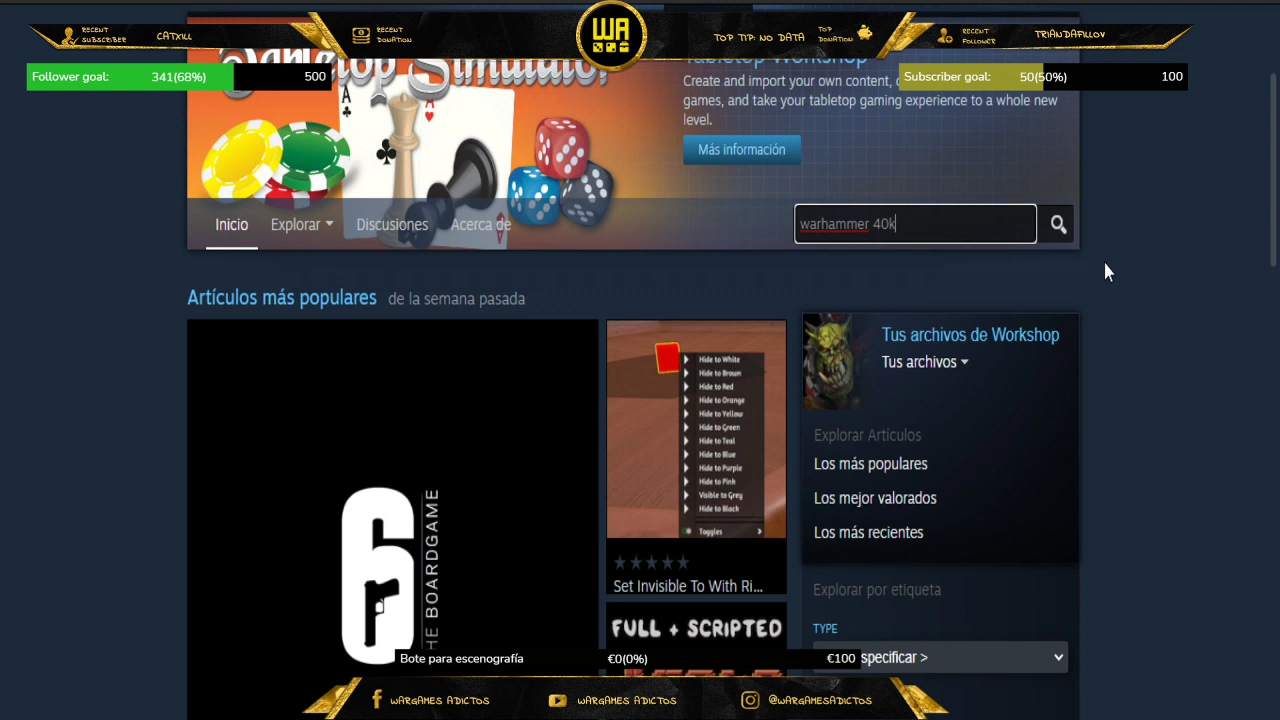 RECENT
SUBSCRIBER
CATXILL
RECENT
DONATION
WA
TOP TIP: NO DATA
TOP
DONATION
RECENT
FOLLOWER
TRIANDAFILLOV
Follower goal: 341(68%) 500
Subscriber goal: 50(50%) 100
Tabletop Simulator
Tabletop Workshop
Create and import your own content,
games, and take your tabletop gaming experience to a whole new
level.
Más información
A
A
Inicio Explorar Discusiones Acerca de
warhammer 40k
Artículos más populares de la semana pasada
6
THE BOARDGAME
Hide to White
Hide to Brown
Hide to Red
Hide to Orange
Hide to Yellow
Hide to Green
Hide to Teal
Hide to Blue
Hide to Purple
Hide to Pink
Visible to Grey
Hide to Black
Toggles
Set Invisible To With Ri...
FULL + SCRIPTED
Tus archivos de Workshop
Tus archivos
Explorar Artículos
Los más populares
Los mejor valorados
Los más recientes
Explorar por etiqueta
TYPE
especificar >
Bote para escenografía €0(0%) €100
WARGAMES ADICTOS
WARGAMES ADICTOS
@WARGAMESADICTOS